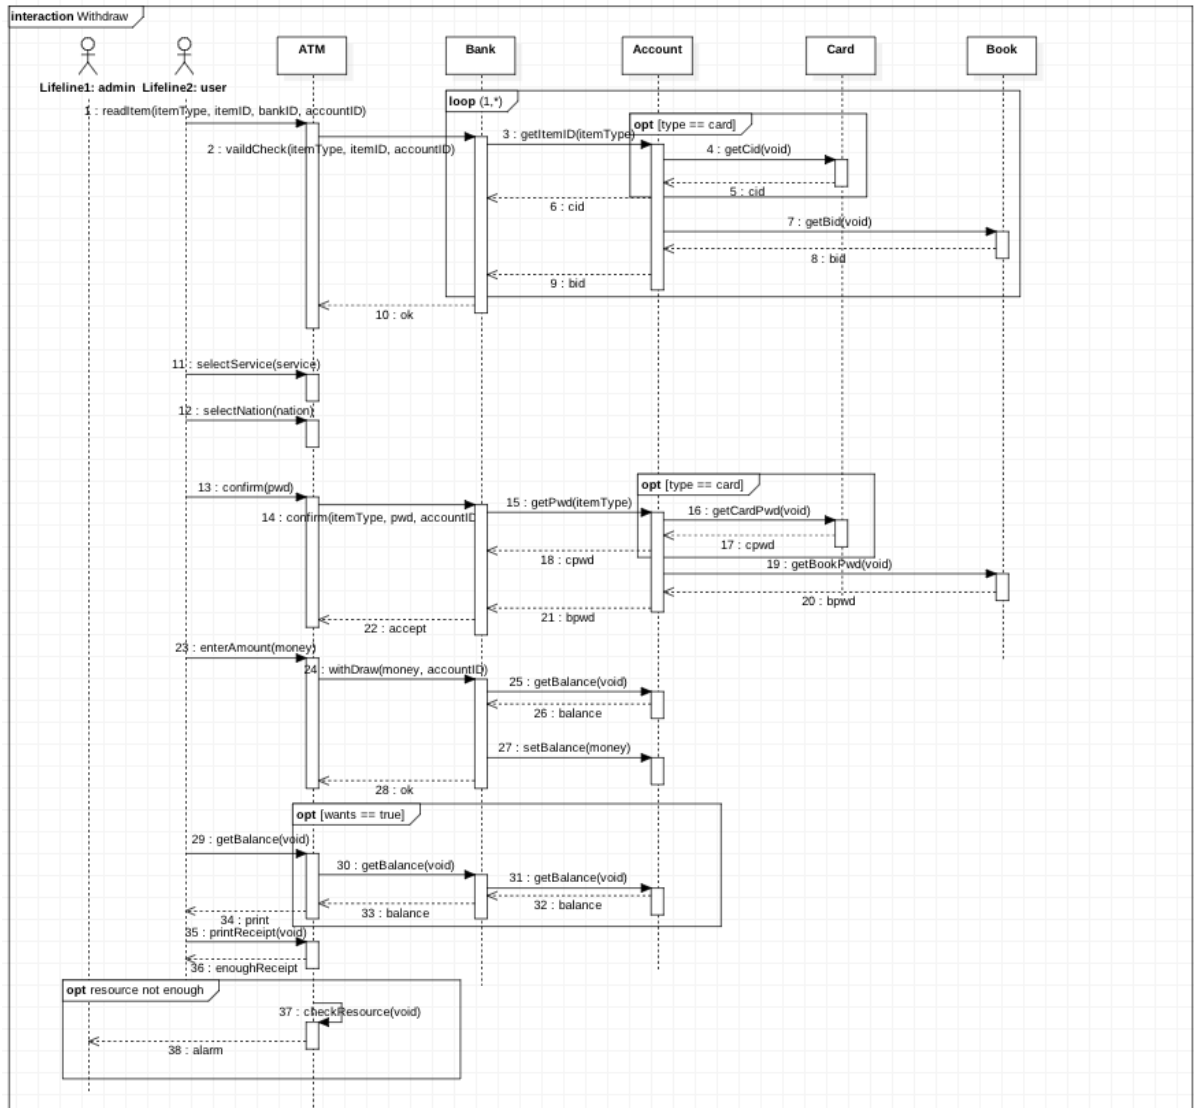 interaction Withdraw
ATM
Bank
Account
Card
Book
Lifeline1: admin
Lifeline2: user
loop (1,*)
1 : readItem(itemType, itemID, bankID, accountID)
opt [type == card]
3 : getItemID(itemType)
2 : vaildCheck(itemType, itemID, accountID)
4 : getCid(void)
5 : cid
6 : cid
7 : getBid(void)
8 : bid
9 : bid
10 : ok
11 : selectService(service)
12 : selectNation(nation)
opt [type == card]
13 : confirm(pwd)
15 : getPwd(itemType)
16 : getCardPwd(void)
14 : confirm(itemType, pwd, accountID
17 : cpwd
18 : cpwd
19 : getBookPwd(void)
20 : bpwd
21 : bpwd
22 : accept
23 : enterAmount(money)
24 : withDraw(money, accountID)
25 : getBalance(void)
26 : balance
27 : setBalance(money)
28 : ok
opt [wants == true]
29 : getBalance(void)
30 : getBalance(void)
31 : getBalance(void)
32 : balance
33 : balance
34 : print
35 : printReceipt(void)
36 : enoughReceipt
opt resource not enough
37 : checkResource(void)
38 : alarm